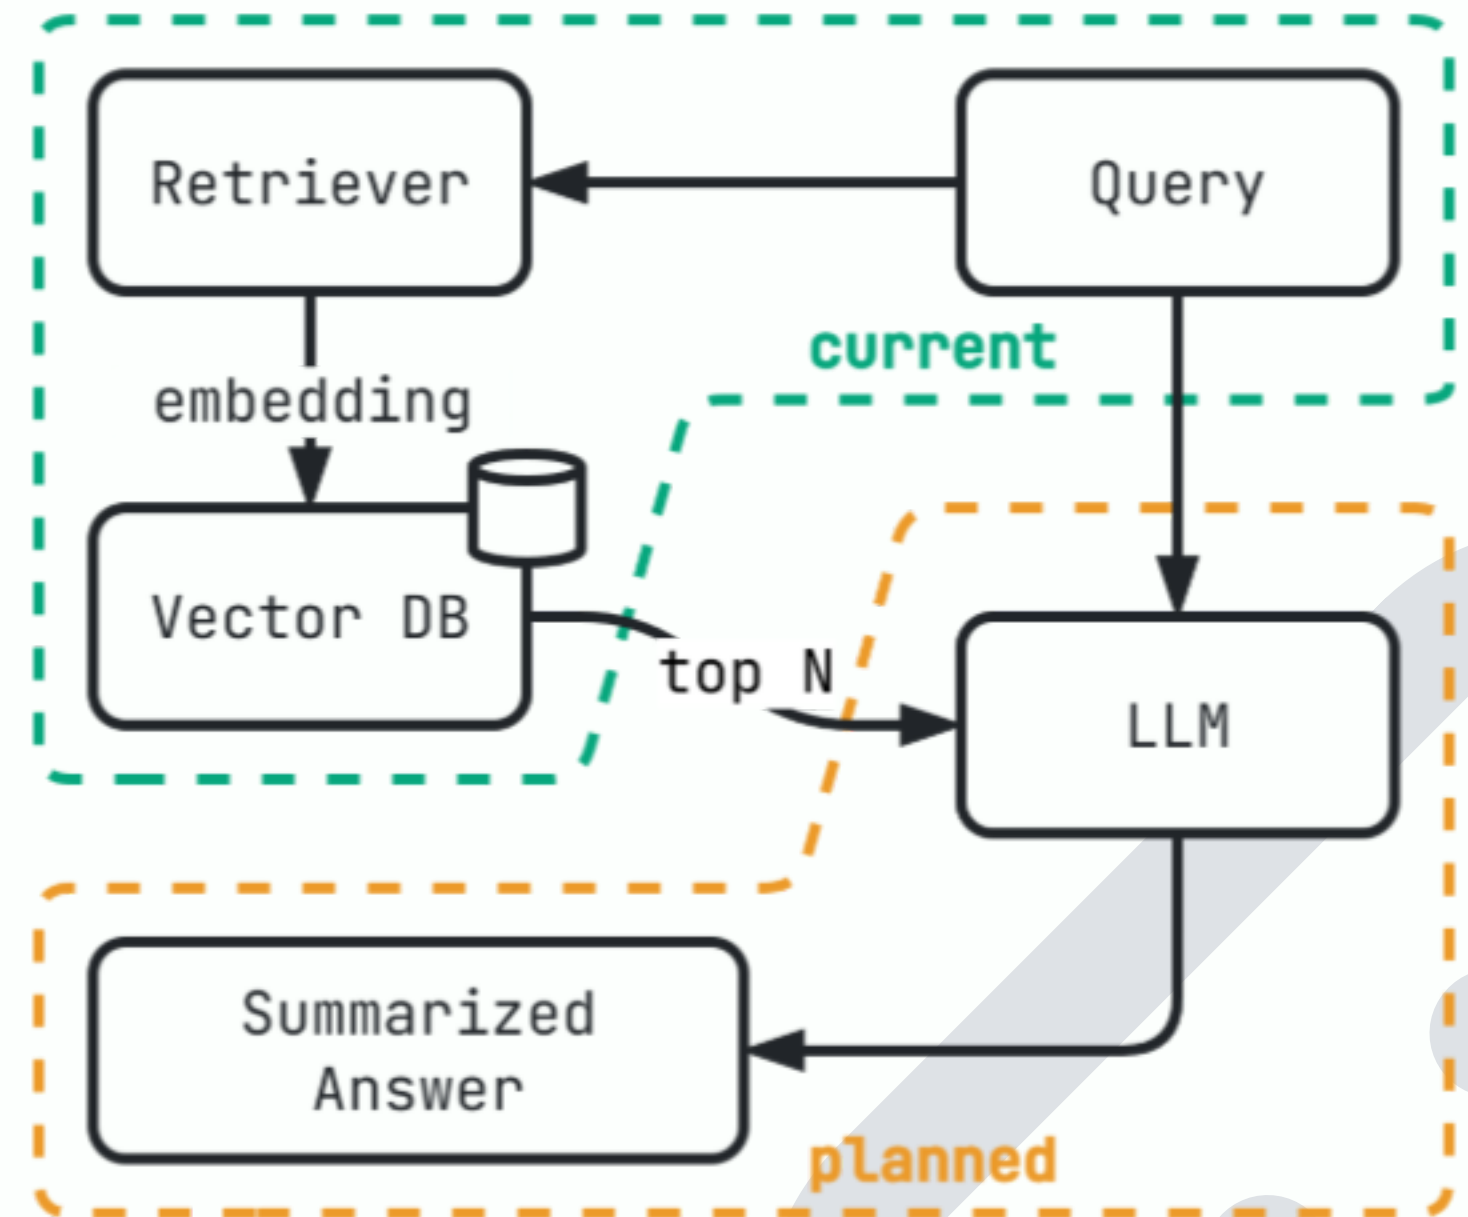 Retriever
Query
current
embedding
Vector DB
top N
LLM
Summarized
Answer
planned